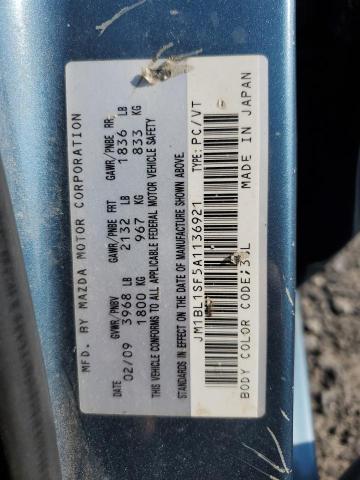 MFD. BY MAZDA MOTOR CORPORATION
DATE GVWR/PNBV GAWR/PNBE FRT GAWR/PNBE RR
02/09 3968 LB 2132 LB 1836 LB
1800 KG 967 KG 833 KG
THIS VEHICLE CONFORMS TO ALL APPLICABLE FEDERAL MOTOR VEHICLE SAFETY
STANDARDS IN EFFECT ON THE DATE OF MANUFACTURE SHOWN ABOVE.
JM1BL1SF5A1136921 TYPE: PC/VT
BODY COLOR CODE; MADE IN JAPAN